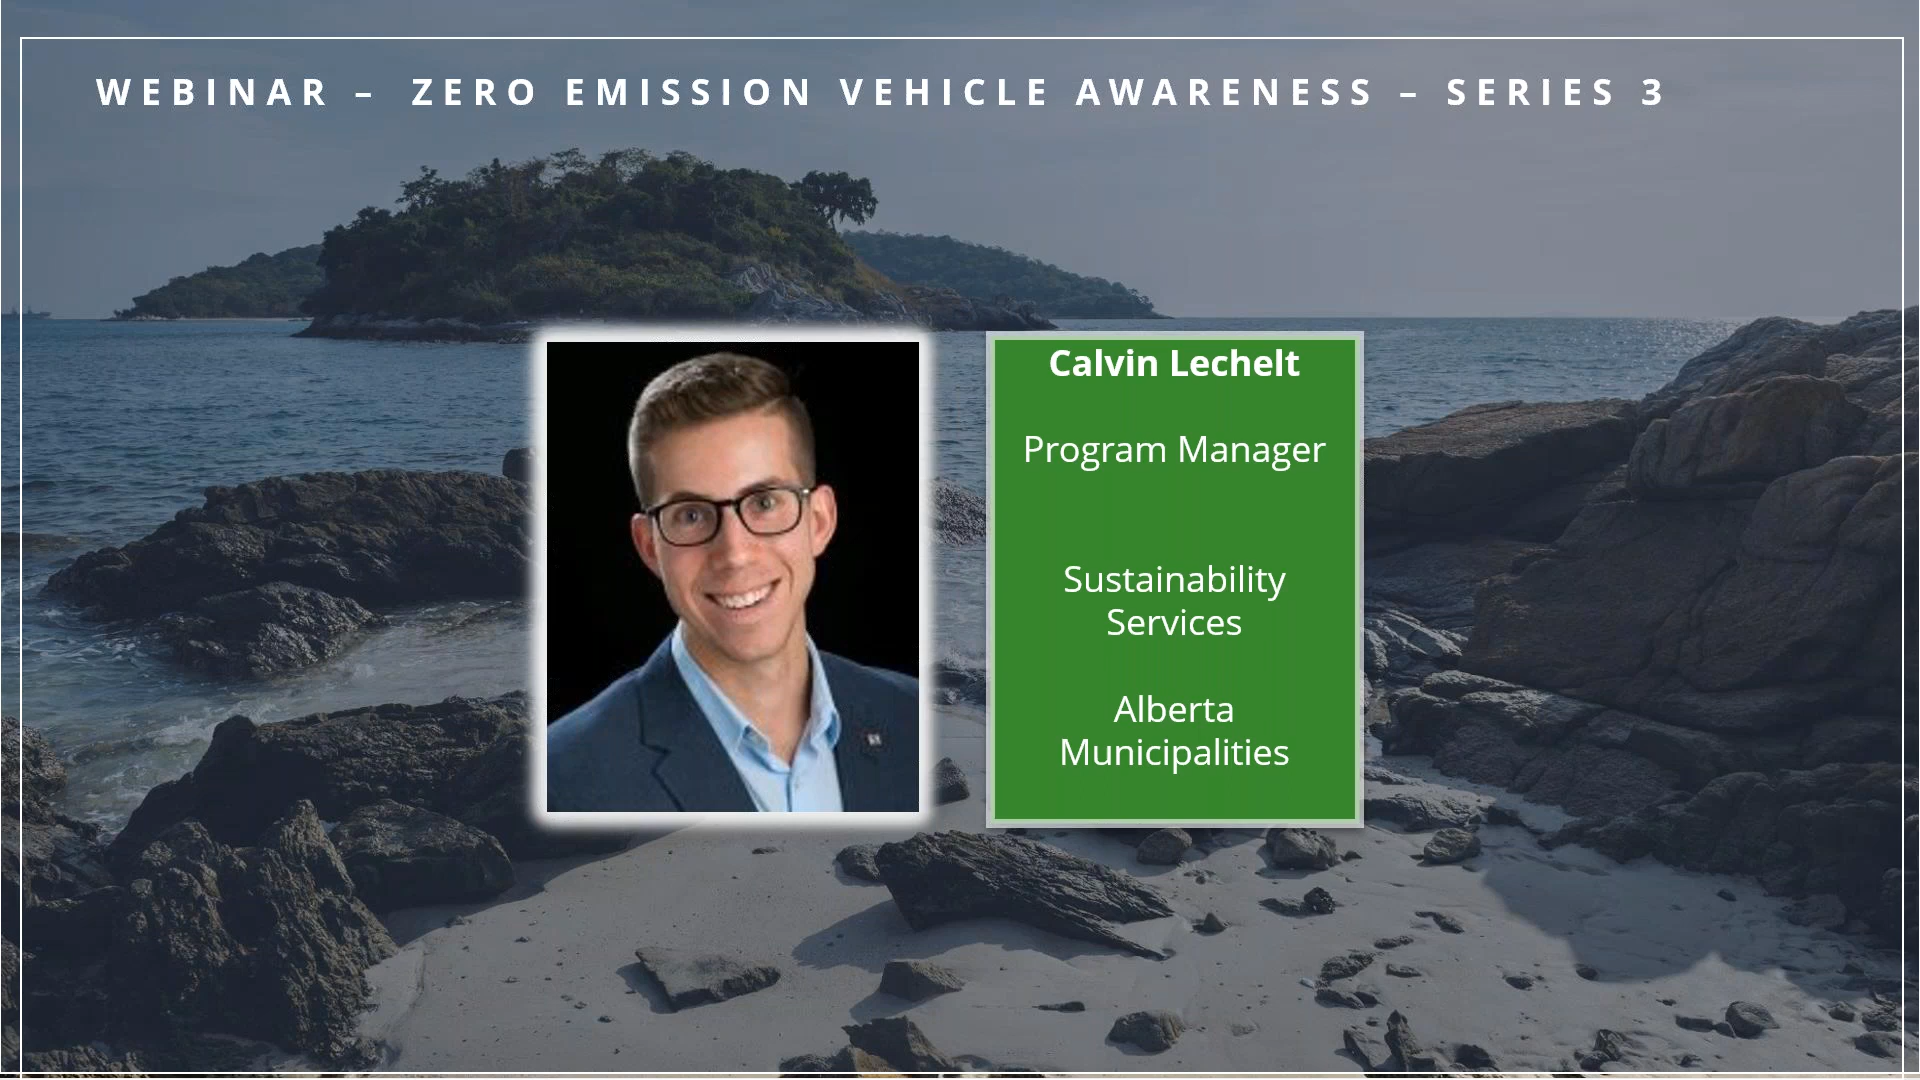 WEBINAR – ZERO EMISSION VEHICLE AWARENESS – SERIES 3
Calvin Lechelt
Program Manager
Sustainability
Services
Alberta
Municipalities